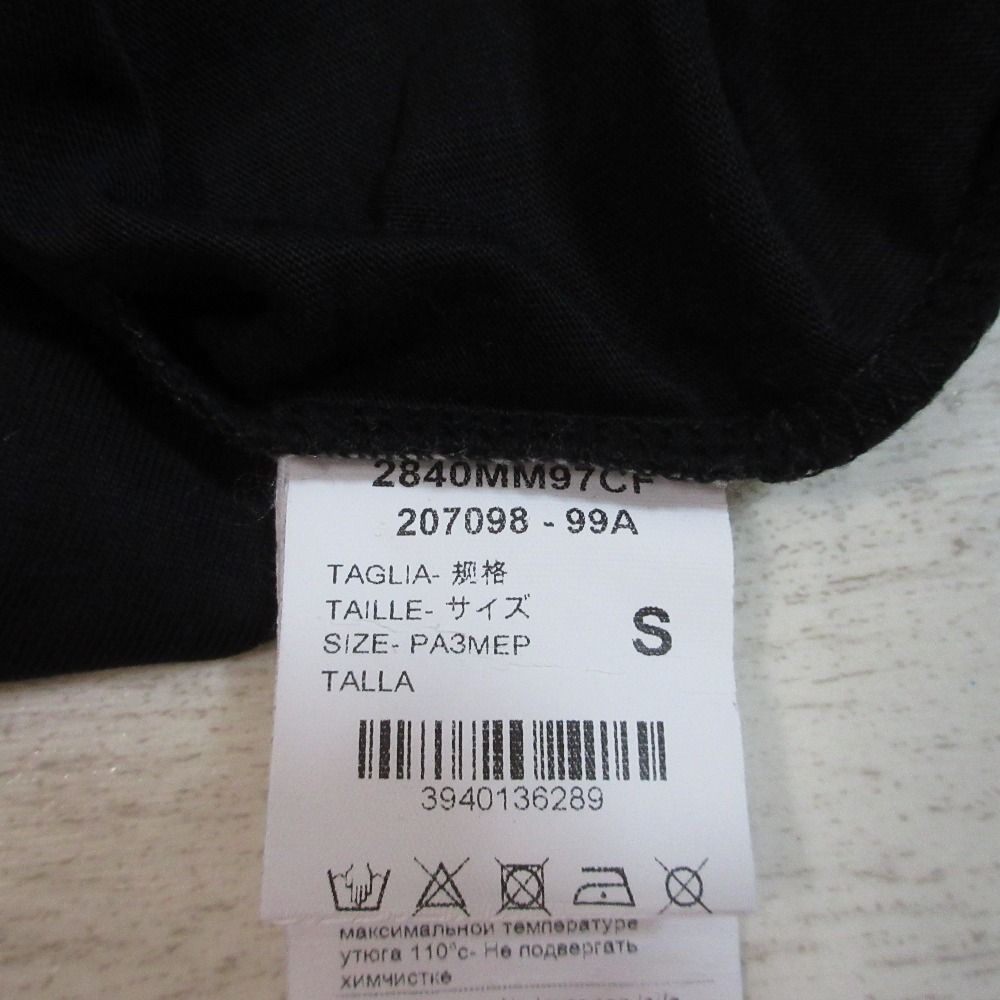 2840MM97CF
207098 - 99A
TAGLIA- 规格
TAILLE- サイズ
SIZE- РАЗМЕР
TALLA
S
3940136289
максимальной температуре
утюга 110°с- Не подвергать
химчистке